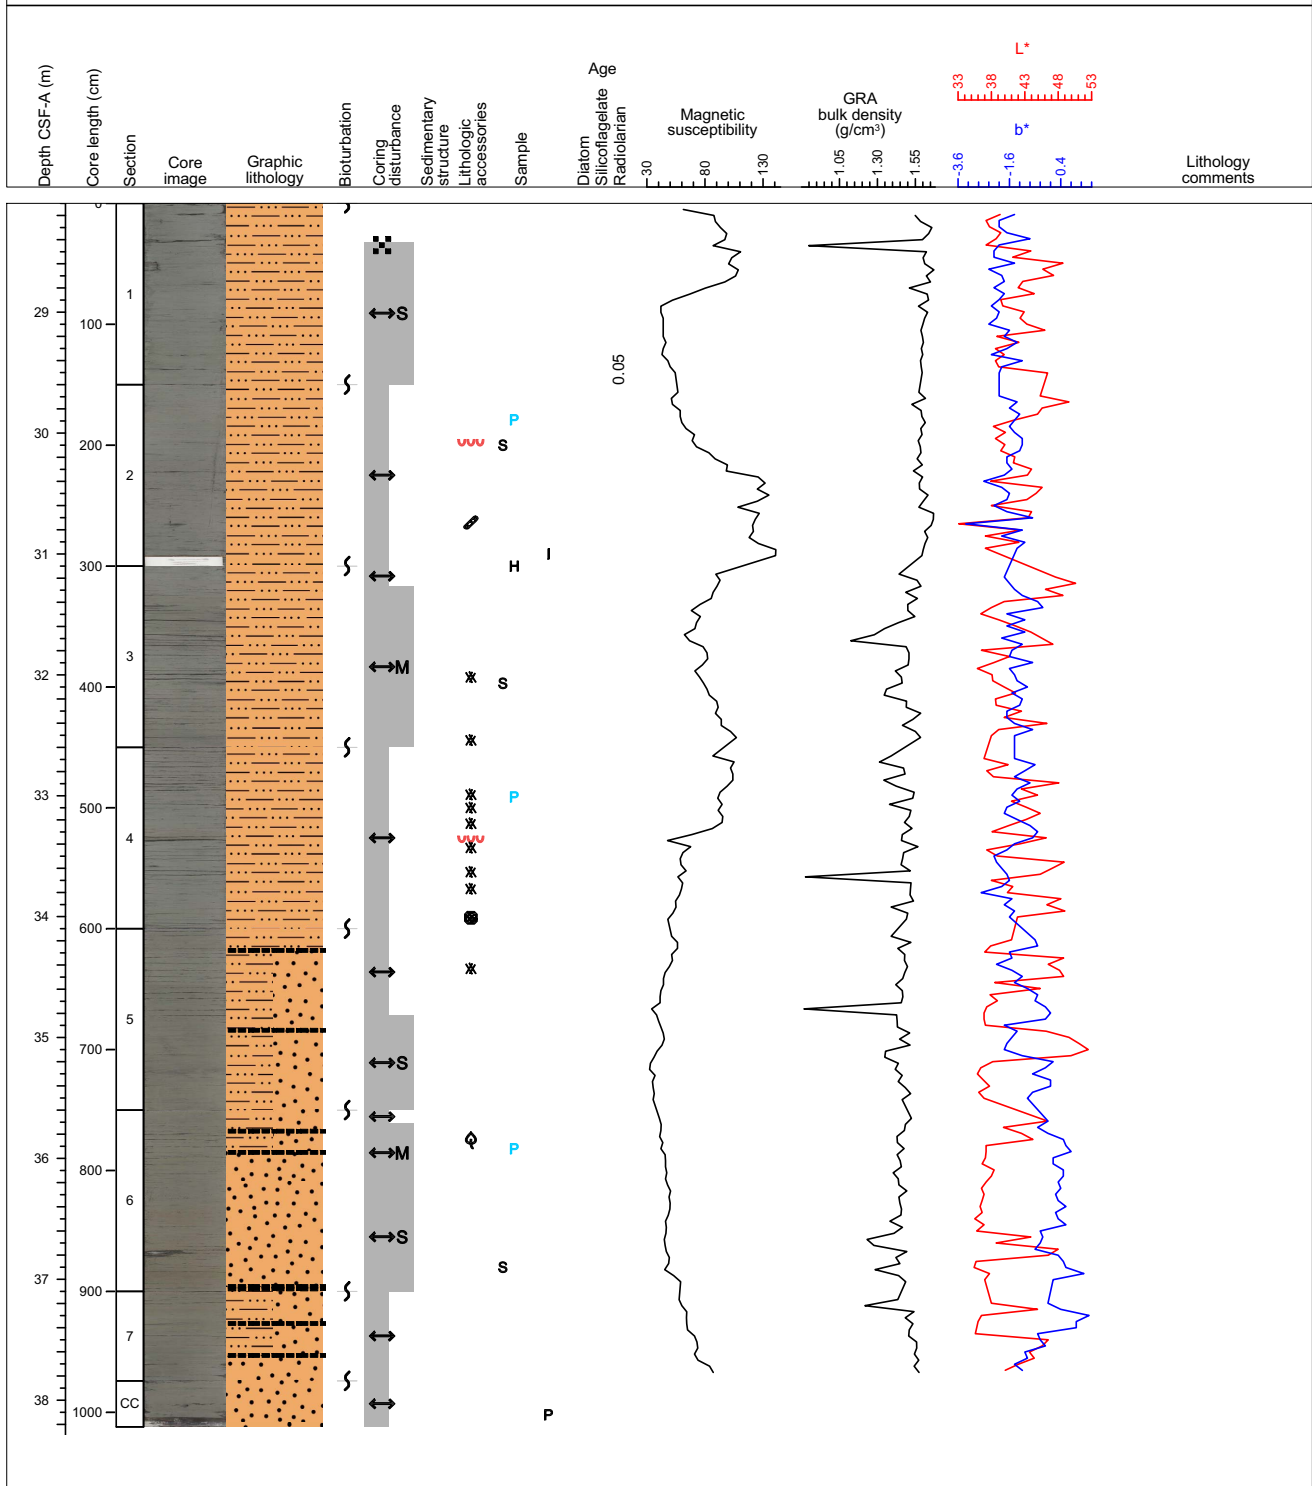 Depth CSF-A (m)
Core length (cm)
Section
Core
image
Graphic
lithology
Bioturbation
Coring
disturbance
Sedimentary
structure
Lithologic
accessories
Sample
Age
Diatom
Silicoflagelate
Radiolarian
Magnetic
susceptibility
30 80 130
GRA
bulk density
(g/cm³)
1.05 1.30 1.55
L*
33 38 43 48 53
b*
-3.6 -1.6 0.4
Lithology
comments
0
1
29
S
100
0.05
P
30
200
S
2
31
I
300
H
3
M
32
400
S
33
P
500
4
34
600
5
35
700
S
P
36
M
800
6
S
37
S
900
7
38
CC
1000
P